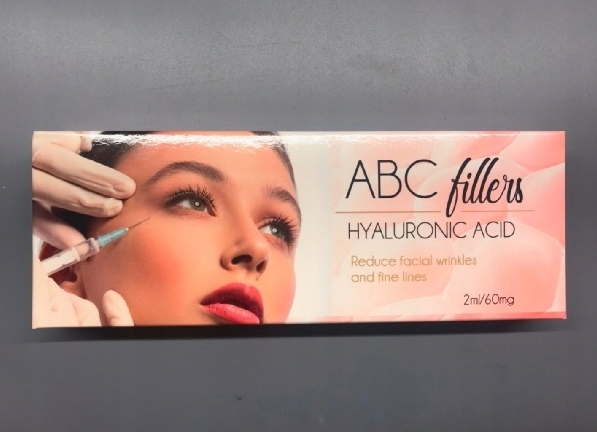 ABC fillers
HYALURONIC ACID
Reduce facial wrinkles
and fine lines
2ml/60mg